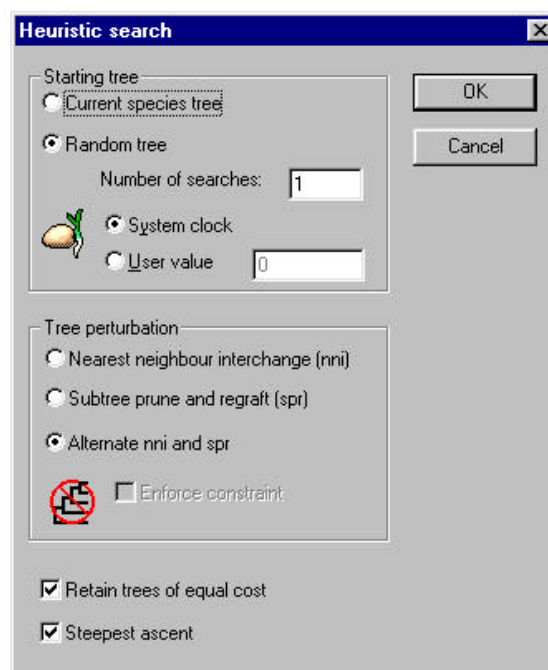 Heuristic search
Starting tree
Current species tree
Random tree
Number of searches: 1
System clock
User value 0
OK
Cancel
Tree perturbation
Nearest neighbour interchange (nni)
Subtree prune and regraft (spr)
Alternate nni and spr
Enforce constraint
Retain trees of equal cost
Steepest ascent